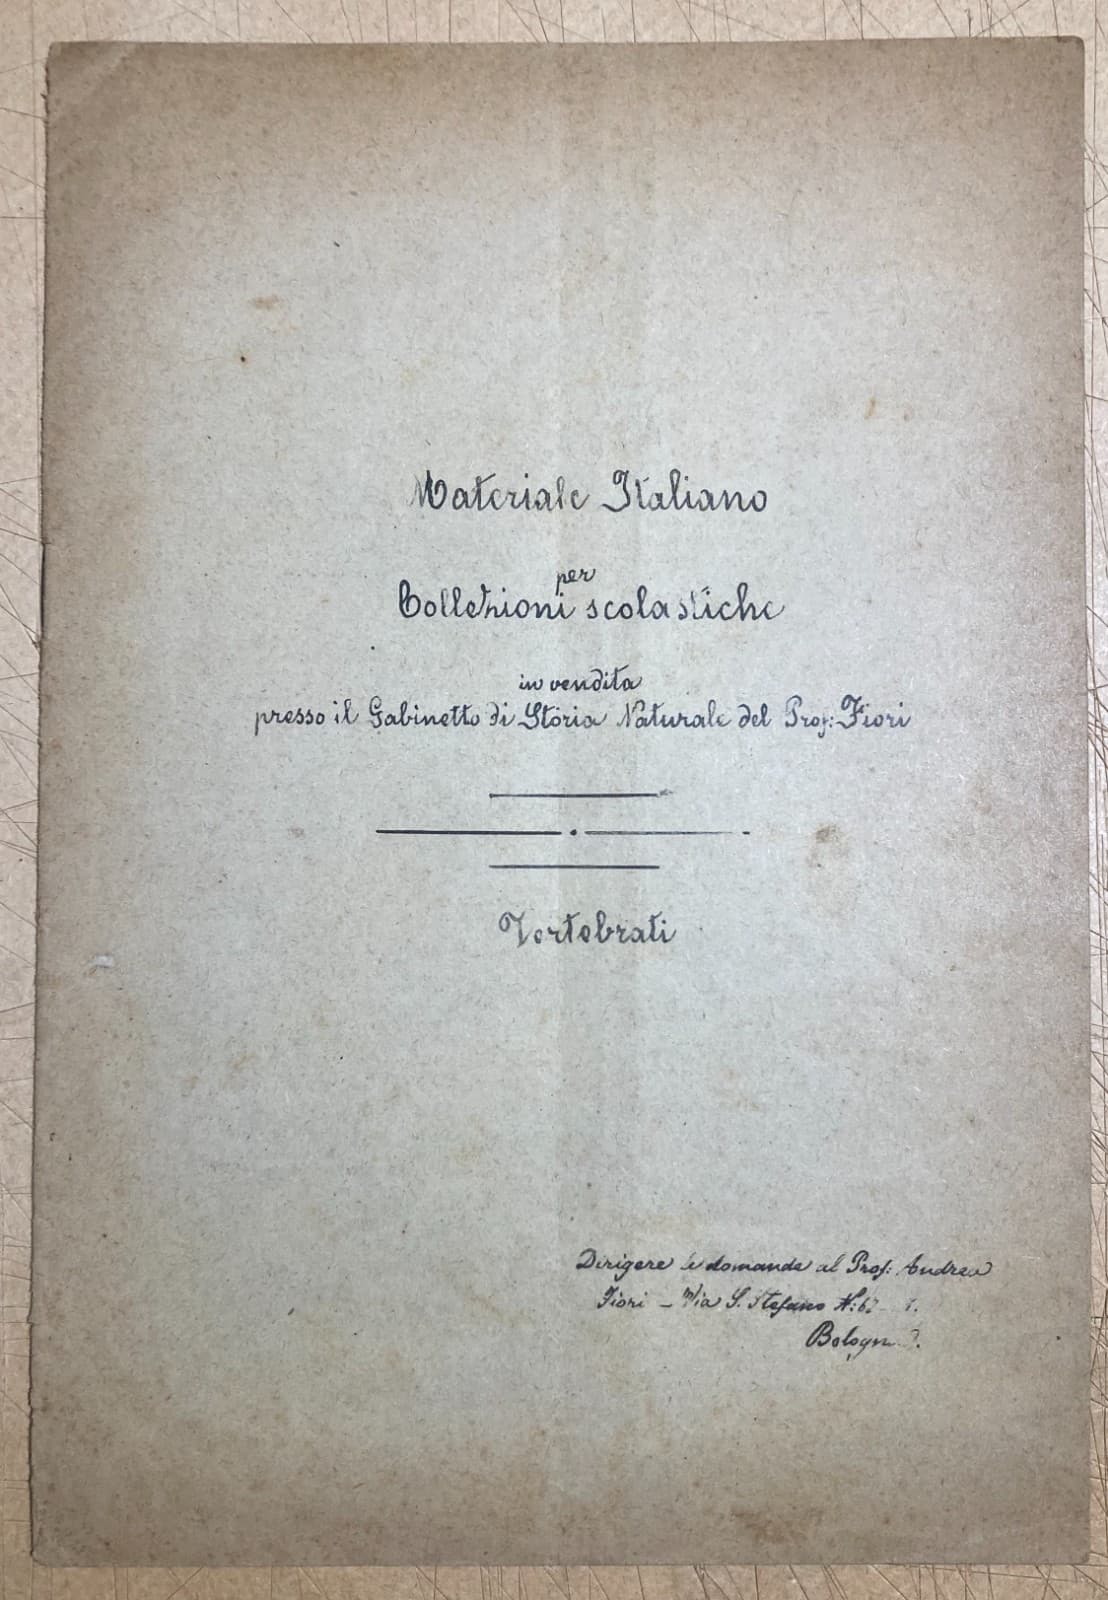 Materiale Italiano
per
Collezioni scolastiche
in vendita
presso il Gabinetto di Storia Naturale del Prof: Fiori
Vertebrati
Dirigere le domande al Prof: Andrea
Fiori - Via S. Stefano N:
Bologna